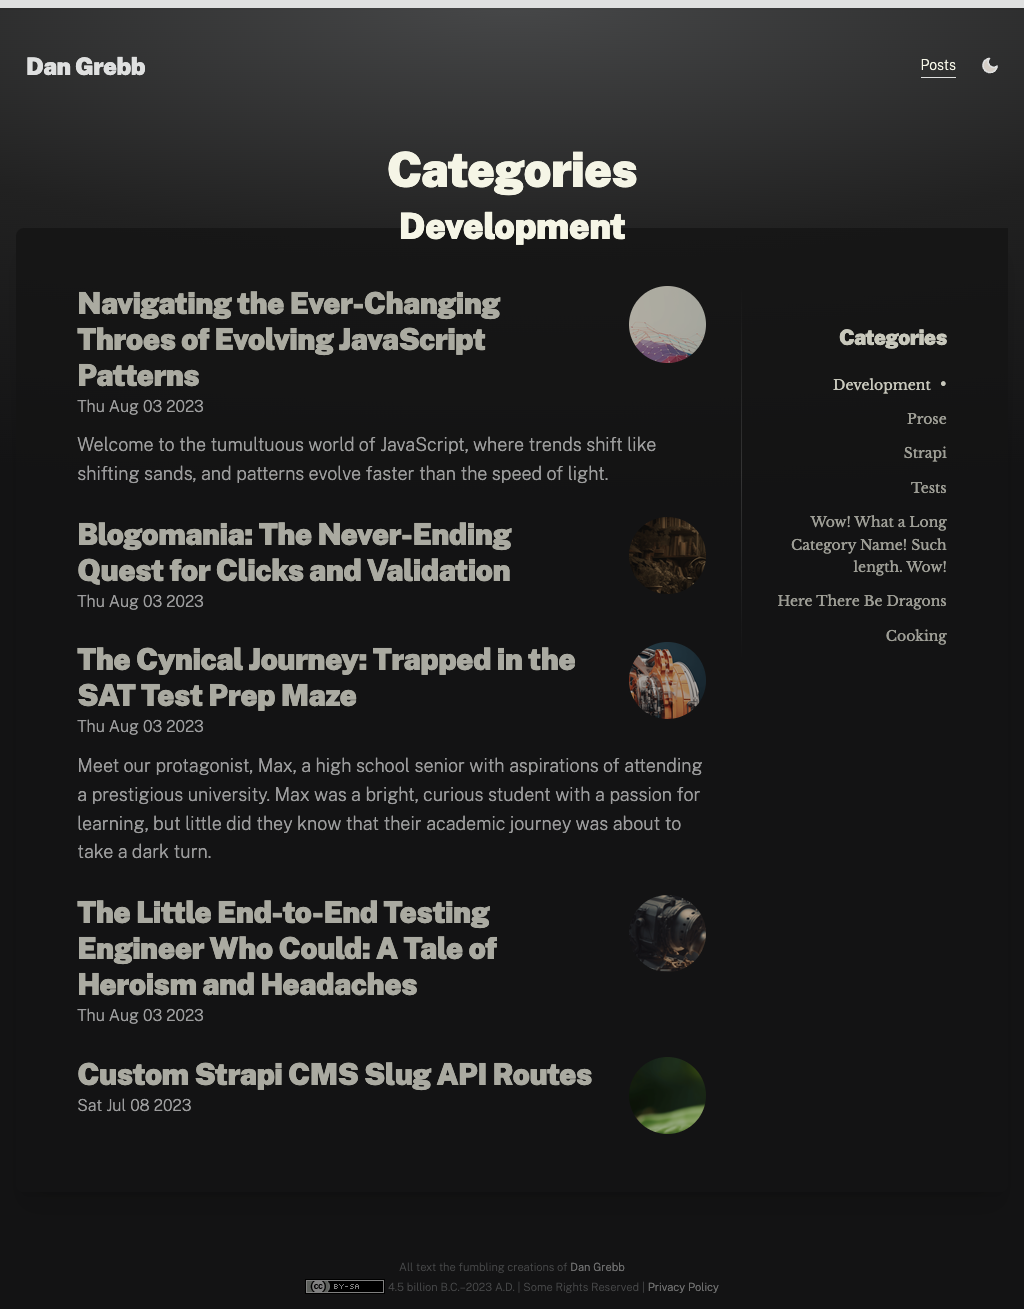 Dan Grebb
Posts
Categories
Development
Navigating the Ever-Changing
Throes of Evolving JavaScript
Patterns
Thu Aug 03 2023
Welcome to the tumultuous world of JavaScript, where trends shift like
shifting sands, and patterns evolve faster than the speed of light.
Blogomania: The Never-Ending
Quest for Clicks and Validation
Thu Aug 03 2023
The Cynical Journey: Trapped in the
SAT Test Prep Maze
Thu Aug 03 2023
Meet our protagonist, Max, a high school senior with aspirations of attending
a prestigious university. Max was a bright, curious student with a passion for
learning, but little did they know that their academic journey was about to
take a dark turn.
The Little End-to-End Testing
Engineer Who Could: A Tale of
Heroism and Headaches
Thu Aug 03 2023
Custom Strapi CMS Slug API Routes
Sat Jul 08 2023
Categories
Development •
Prose
Strapi
Tests
Wow! What a Long
Category Name! Such
length. Wow!
Here There Be Dragons
Cooking
All text the fumbling creations of Dan Grebb
cc BY-SA 4.5 billion B.C.–2023 A.D. | Some Rights Reserved | Privacy Policy